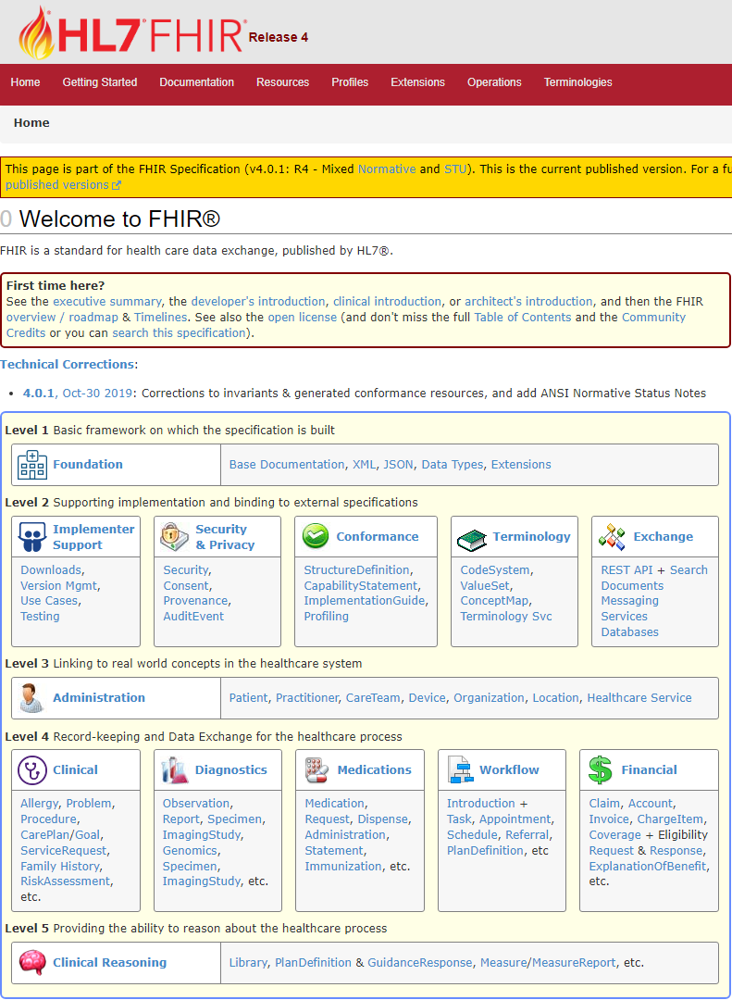 HL7® FHIR® Release 4
Home Getting Started Documentation Resources Profiles Extensions Operations Terminologies
Home
This page is part of the FHIR Specification (v4.0.1: R4 - Mixed Normative and STU). This is the current published version. For a fu
published versions
0 Welcome to FHIR®
FHIR is a standard for health care data exchange, published by HL7®.
First time here?
See the executive summary, the developer's introduction, clinical introduction, or architect's introduction, and then the FHIR
overview / roadmap & Timelines. See also the open license (and don't miss the full Table of Contents and the Community
Credits or you can search this specification).
Technical Corrections:
• 4.0.1, Oct-30 2019: Corrections to invariants & generated conformance resources, and add ANSI Normative Status Notes
Level 1 Basic framework on which the specification is built
Foundation
Base Documentation, XML, JSON, Data Types, Extensions
Level 2 Supporting implementation and binding to external specifications
Implementer
Support
Downloads,
Version Mgmt,
Use Cases,
Testing
Security
& Privacy
Security,
Consent,
Provenance,
AuditEvent
Conformance
StructureDefinition,
CapabilityStatement,
ImplementationGuide,
Profiling
Terminology
CodeSystem,
ValueSet,
ConceptMap,
Terminology Svc
Exchange
REST API + Search
Documents
Messaging
Services
Databases
Level 3 Linking to real world concepts in the healthcare system
Administration
Patient, Practitioner, CareTeam, Device, Organization, Location, Healthcare Service
Level 4 Record-keeping and Data Exchange for the healthcare process
Clinical
Allergy, Problem,
Procedure,
CarePlan/Goal,
ServiceRequest,
Family History,
RiskAssessment,
etc.
Diagnostics
Observation,
Report, Specimen,
ImagingStudy,
Genomics,
Specimen,
ImagingStudy, etc.
Medications
Medication,
Request, Dispense,
Administration,
Statement,
Immunization, etc.
Workflow
Introduction +
Task, Appointment,
Schedule, Referral,
PlanDefinition, etc
Financial
Claim, Account,
Invoice, ChargeItem,
Coverage + Eligibility
Request & Response,
ExplanationOfBenefit,
etc.
Level 5 Providing the ability to reason about the healthcare process
Clinical Reasoning
Library, PlanDefinition & GuidanceResponse, Measure/MeasureReport, etc.